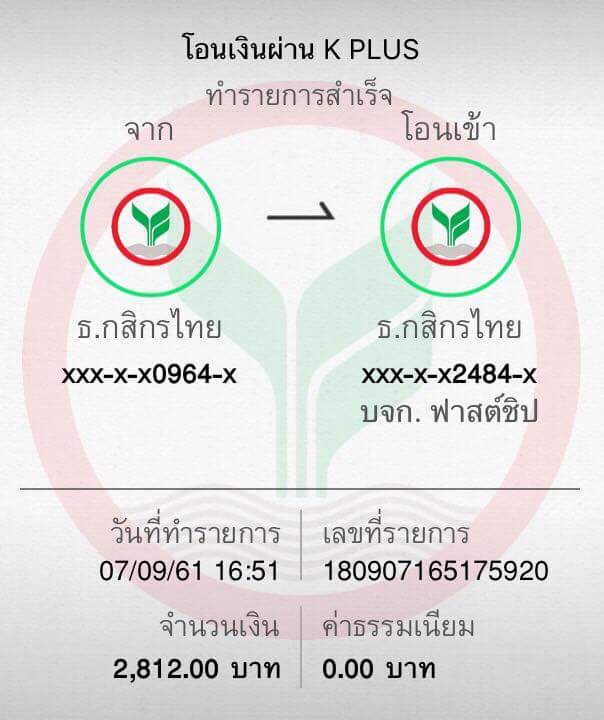 โอนเงินผ่าน K PLUS
ทำรายการสำเร็จ
จาก
โอนเข้า
ธ.กสิกรไทย
xxx-x-x0964-x
ธ.กสิกรไทย
xxx-x-x2484-x
บจก. ฟาสต์ชิป
วันที่ทำรายการ
07/09/61 16:51
เลขที่รายการ
180907165175920
จำนวนเงิน
2,812.00 บาท
ค่าธรรมเนียม
0.00 บาท